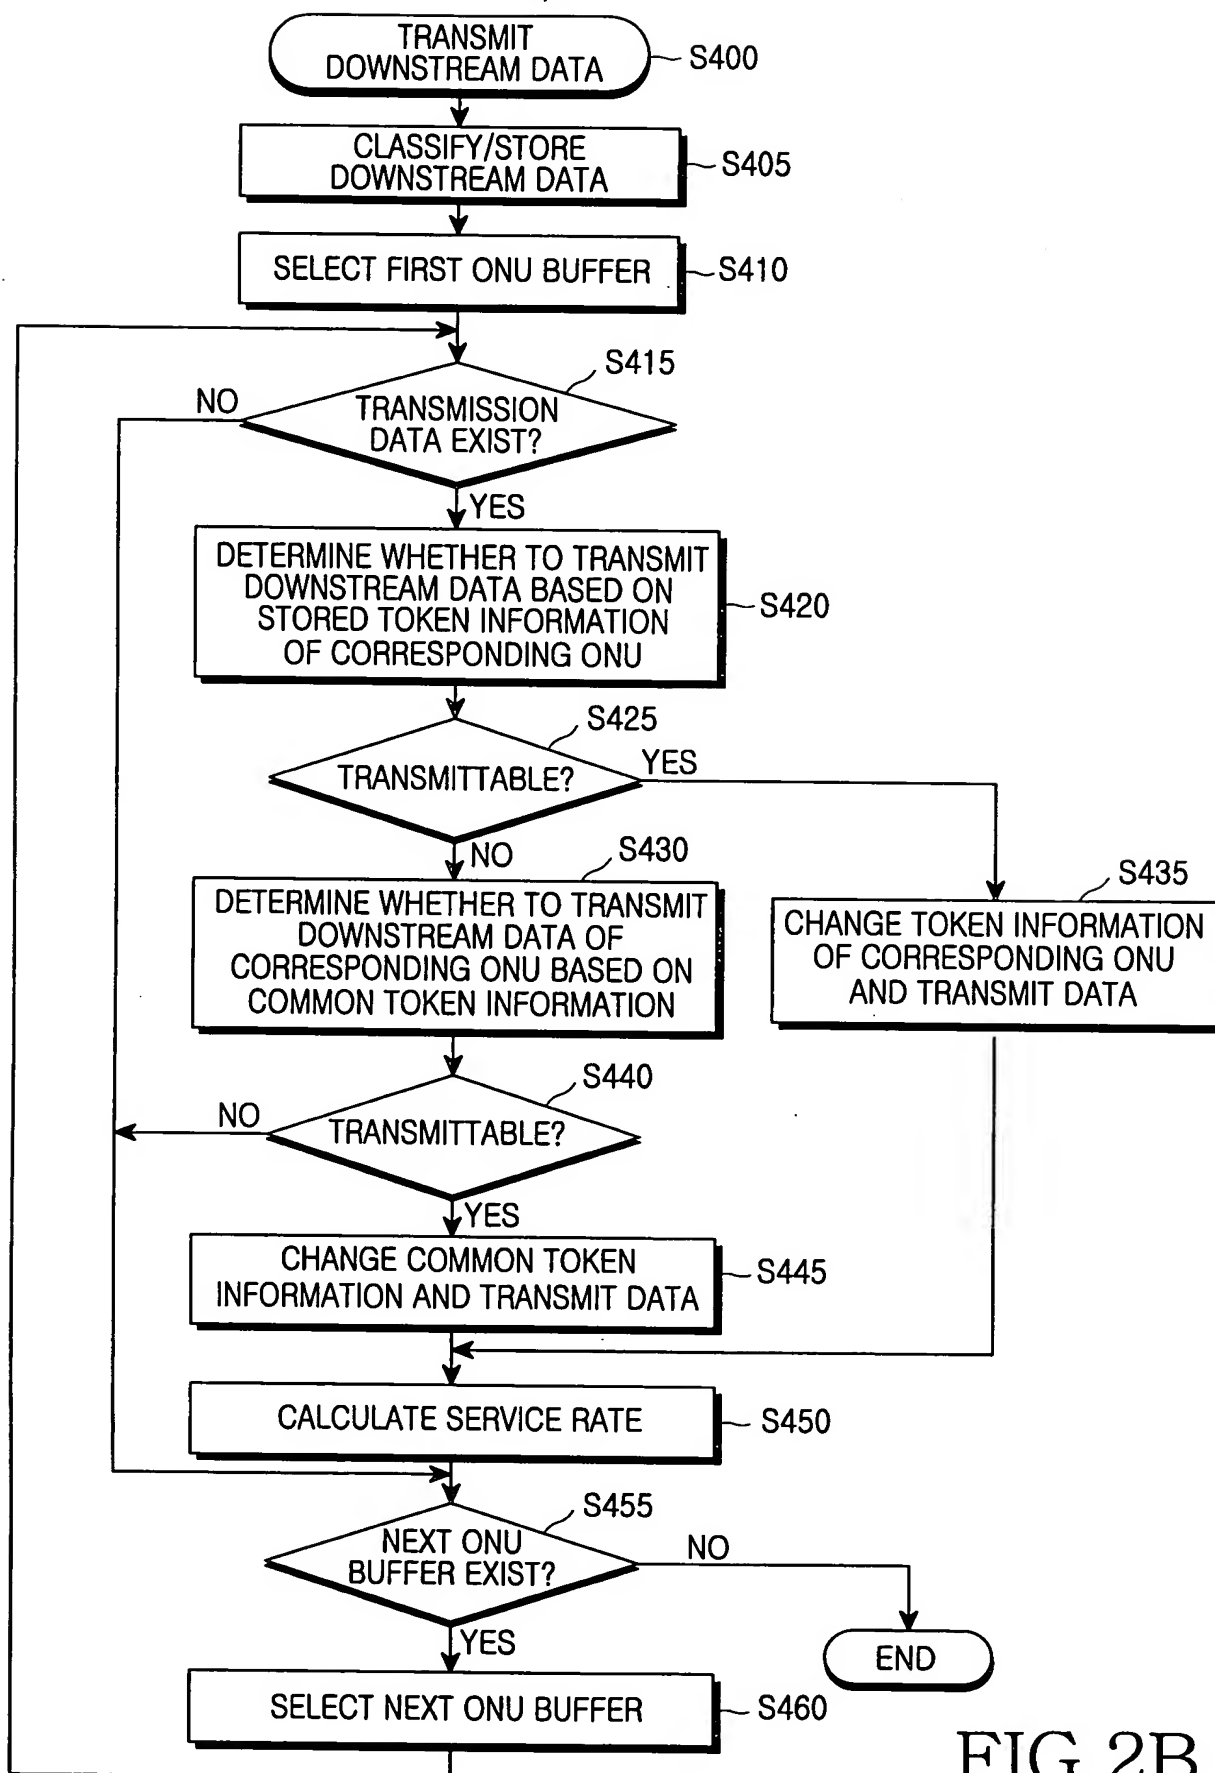 TRANSMIT
DOWNSTREAM DATA
S400
CLASSIFY/STORE
DOWNSTREAM DATA
S405
SELECT FIRST ONU BUFFER
S410
S415
NO
TRANSMISSION
DATA EXIST?
YES
DETERMINE WHETHER TO TRANSMIT
DOWNSTREAM DATA BASED ON
STORED TOKEN INFORMATION
OF CORRESPONDING ONU
S420
S425
TRANSMITTABLE?
YES
NO
S430
DETERMINE WHETHER TO TRANSMIT
DOWNSTREAM DATA OF
CORRESPONDING ONU BASED ON
COMMON TOKEN INFORMATION
S435
CHANGE TOKEN INFORMATION
OF CORRESPONDING ONU
AND TRANSMIT DATA
S440
NO
TRANSMITTABLE?
YES
CHANGE COMMON TOKEN
INFORMATION AND TRANSMIT DATA
S445
CALCULATE SERVICE RATE
S450
S455
NEXT ONU
BUFFER EXIST?
NO
YES
END
SELECT NEXT ONU BUFFER
S460
FIG.2B